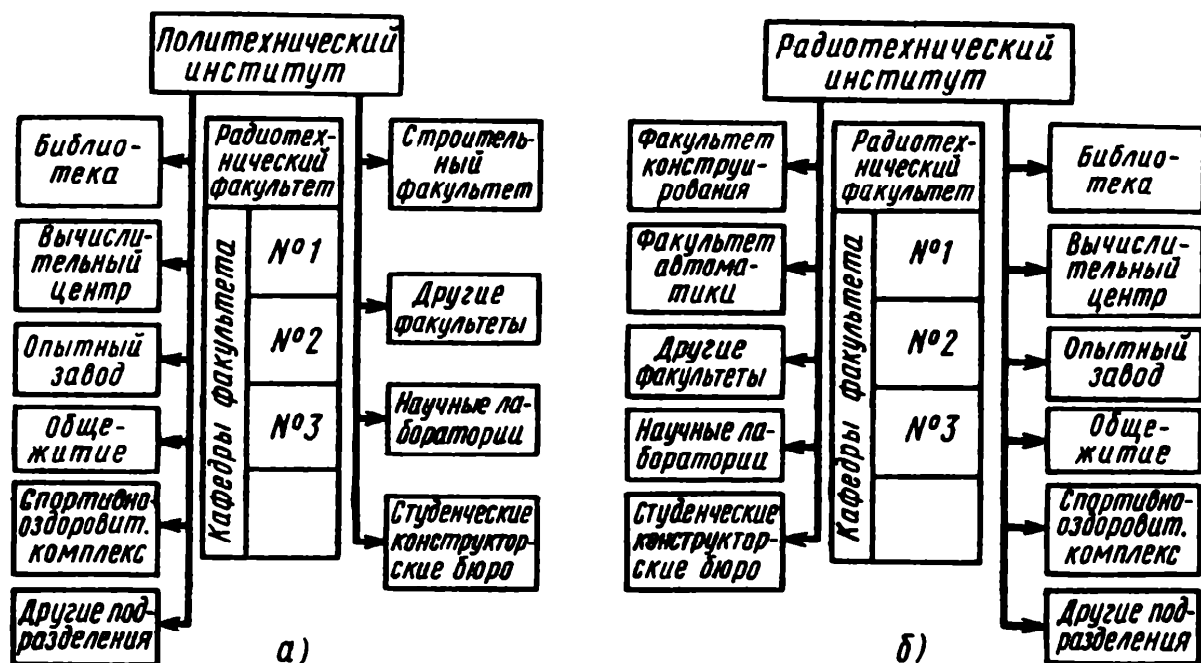 Политехнический
институт
Библио-
тека
Вычисли-
тельный
центр
Опытный
завод
Обще-
житие
Спортивно-
оздоровит.
комплекс
Другие под-
разделения
Радиотех-
нический
факультет
Кафедры факультета
№1
№2
№3
Строитель-
ный
факультет
Другие
факультеты
Научные ла-
боратории
Студенческие
конструктор-
ские бюро
а)
Радиотехнический
институт
Факультет
конструи-
рования
Факультет
автома-
тики
Другие
факультеты
Научные ла-
боратории
Студенческие
конструктор-
ские бюро
Радиотех-
нический
факультет
Кафедры факультета
№1
№2
№3
Библио-
тека
Вычисли-
тельный
центр
Опытный
завод
Обще-
житие
Спортивно-
оздоровит.
комплекс
Другие под-
разделения
б)